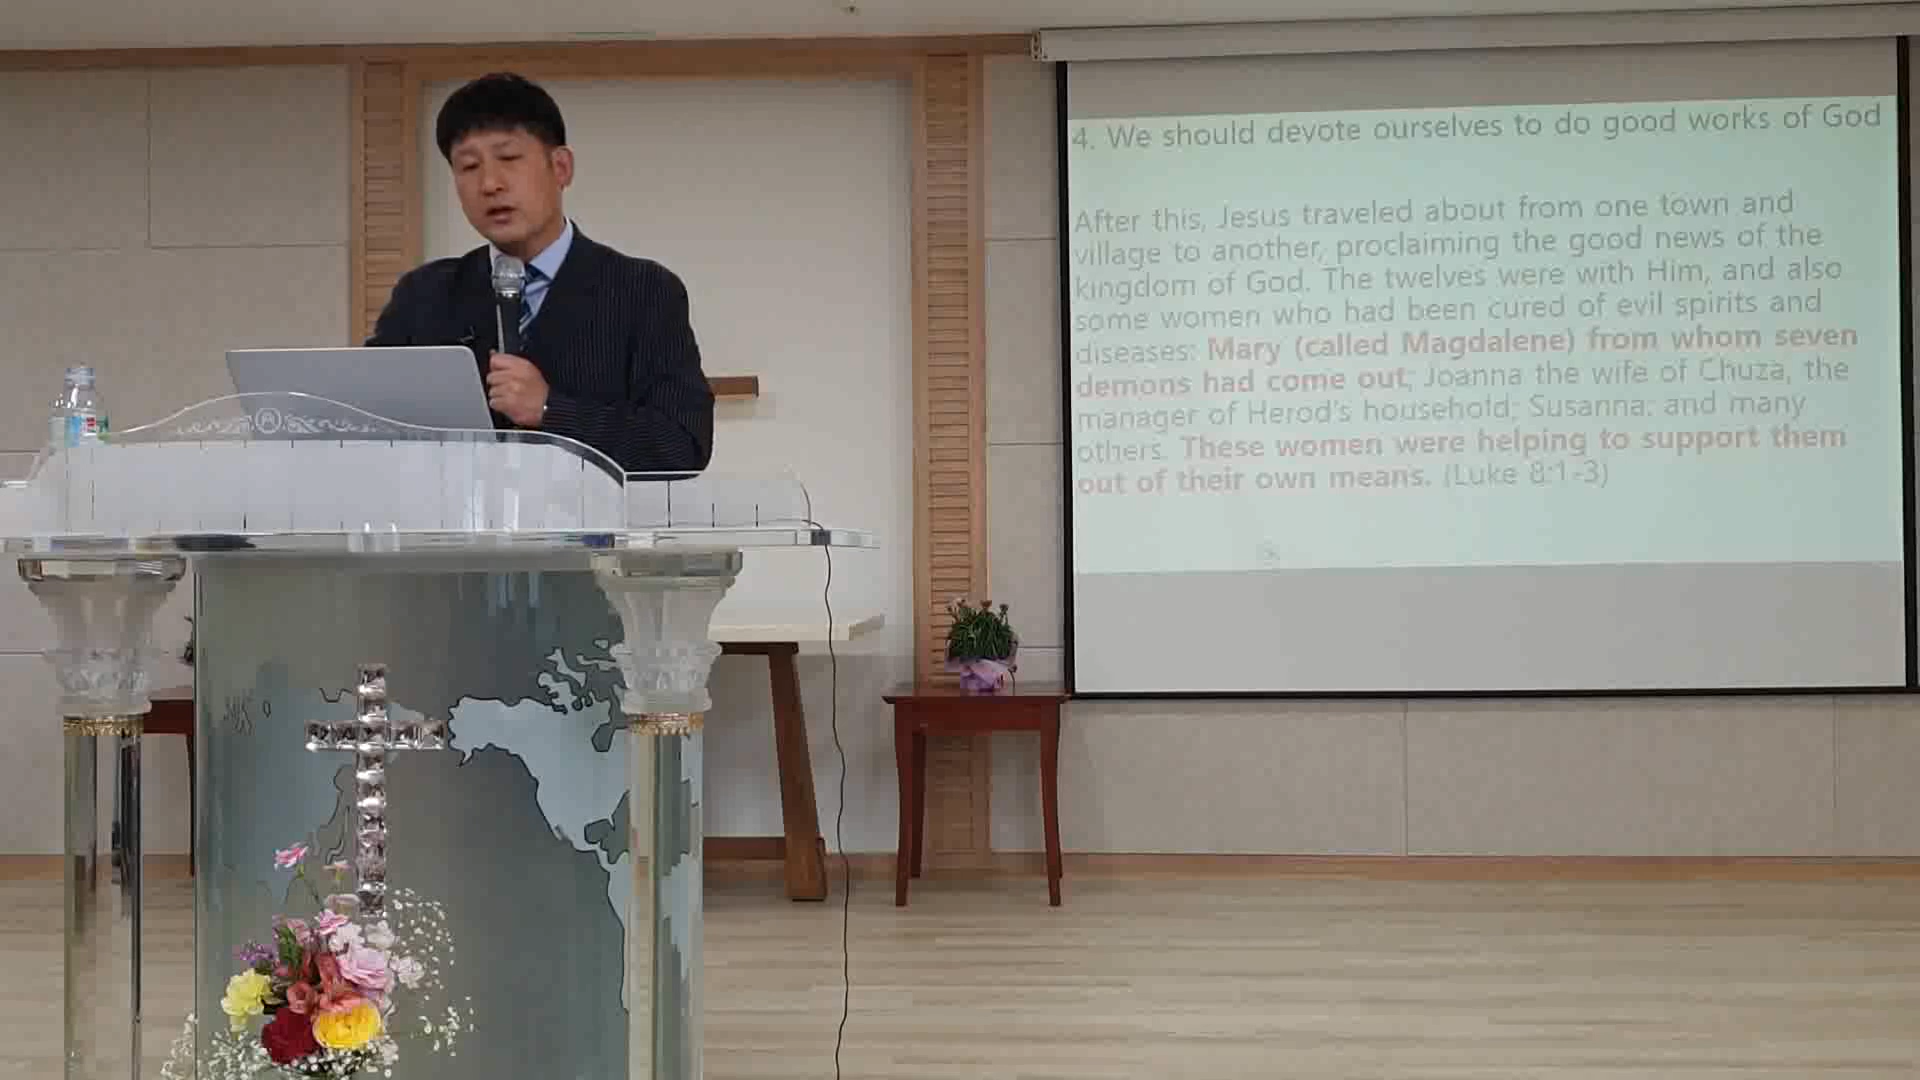 4. We should devote ourselves to do good works of God
After this, Jesus traveled about from one town and
village to another, proclaiming the good news of the
kingdom of God. The twelves were with Him, and also
some women who had been cured of evil spirits and
diseases: Mary (called Magdalene) from whom seven
demons had come out; Joanna the wife of Chuza, the
manager of Herod's household; Susanna; and many
others. These women were helping to support them
out of their own means. (Luke 8:1-3)